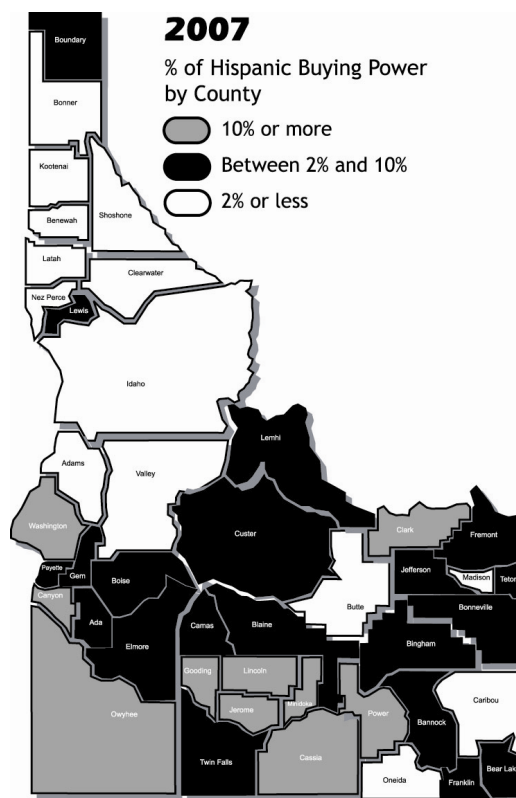 2007
% of Hispanic Buying Power
by County
10% or more
Between 2% and 10%
2% or less
Boundary
Bonner
Kootenai
Shoshone
Benewah
Latah
Clearwater
Nez Perce
Lewis
Idaho
Lemhi
Adams
Valley
Washington
Custer
Clark
Fremont
Payette
Gem
Boise
Jefferson
Madison
Teton
Canyon
Butte
Bonneville
Ada
Camas
Blaine
Elmore
Bingham
Gooding
Lincoln
Minidoka
Jerome
Owyhee
Power
Bannock
Caribou
Twin Falls
Cassia
Oneida
Franklin
Bear Lak